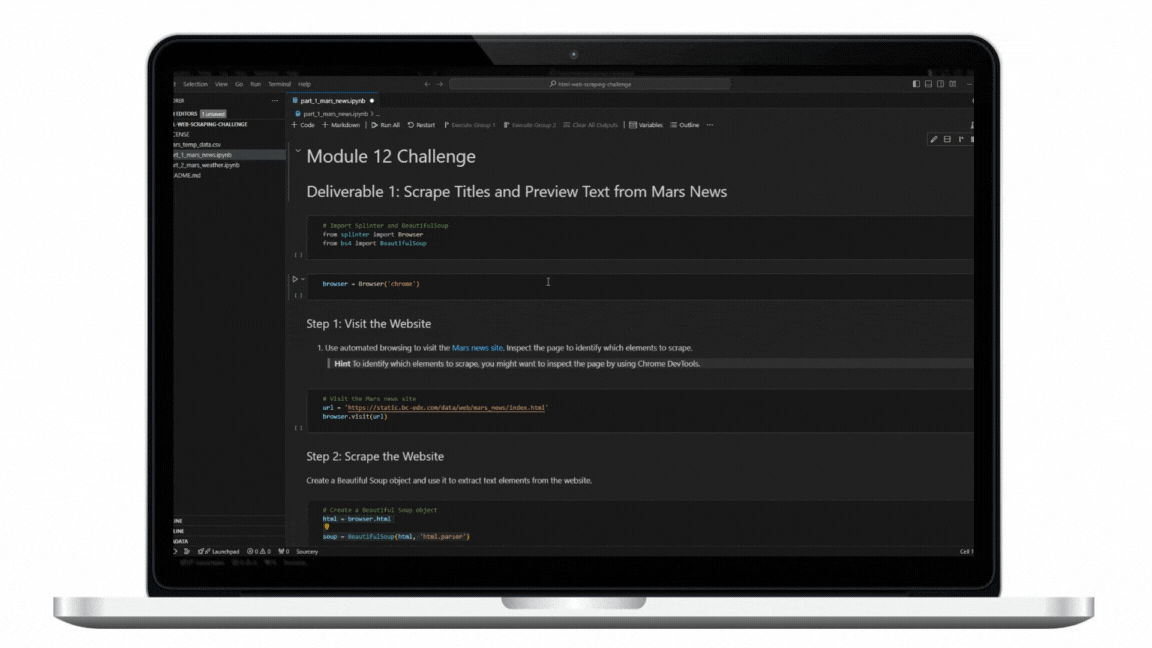 Selection View Go Run Terminal Help
html-web-scraping-challenge
EDITORS 1 unsaved
L-WEB-SCRAPING-CHALLENGE
CENSE
ars_temp_data.csv
rt_1_mars_news.ipynb
rt_2_mars_weather.ipynb
ADME.md
part_1_mars_news.ipynb
part_1_mars_news.ipynb > ...
+ Code + Markdown Run All Restart Execute Group 1 Execute Group 2 Clear All Outputs Variables Outline ...
Module 12 Challenge
Deliverable 1: Scrape Titles and Preview Text from Mars News
# Import Splinter and BeautifulSoup
from splinter import Browser
from bs4 import BeautifulSoup
[ ]
browser = Browser('chrome')
[ ]
Step 1: Visit the Website
1. Use automated browsing to visit the Mars news site. Inspect the page to identify which elements to scrape.
Hint To identify which elements to scrape, you might want to inspect the page by using Chrome DevTools.
# Visit the Mars news site
url = 'https://static.bc-edx.com/data/web/mars_news/index.html'
browser.visit(url)
[ ]
Step 2: Scrape the Website
Create a Beautiful Soup object and use it to extract text elements from the website.
# Create a Beautiful Soup object
html = browser.html
soup = BeautifulSoup(html, 'html.parser')
INE
LINE
ADATA
Launchpad 0 0 0 Sourcery
Cell